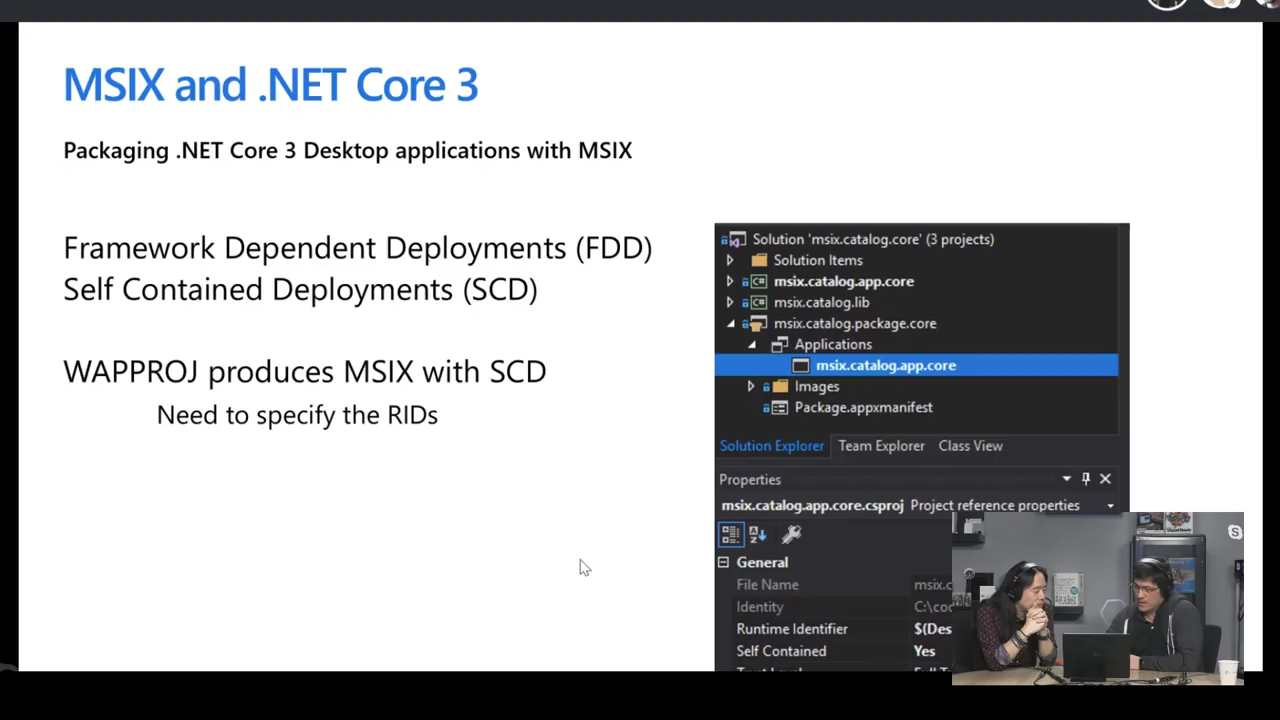 MSIX and .NET Core 3
Packaging .NET Core 3 Desktop applications with MSIX
Framework Dependent Deployments (FDD)
Self Contained Deployments (SCD)
WAPPROJ produces MSIX with SCD
Need to specify the RIDs
Solution 'msix.catalog.core' (3 projects)
Solution Items
C# msix.catalog.app.core
C# msix.catalog.lib
msix.catalog.package.core
Applications
msix.catalog.app.core
Images
Package.appxmanifest
Solution Explorer Team Explorer Class View
Properties
msix.catalog.app.core.csproj Project reference properties
General
File Name msix.c
Identity C:\coc
Runtime Identifier $(Des
Self Contained Yes